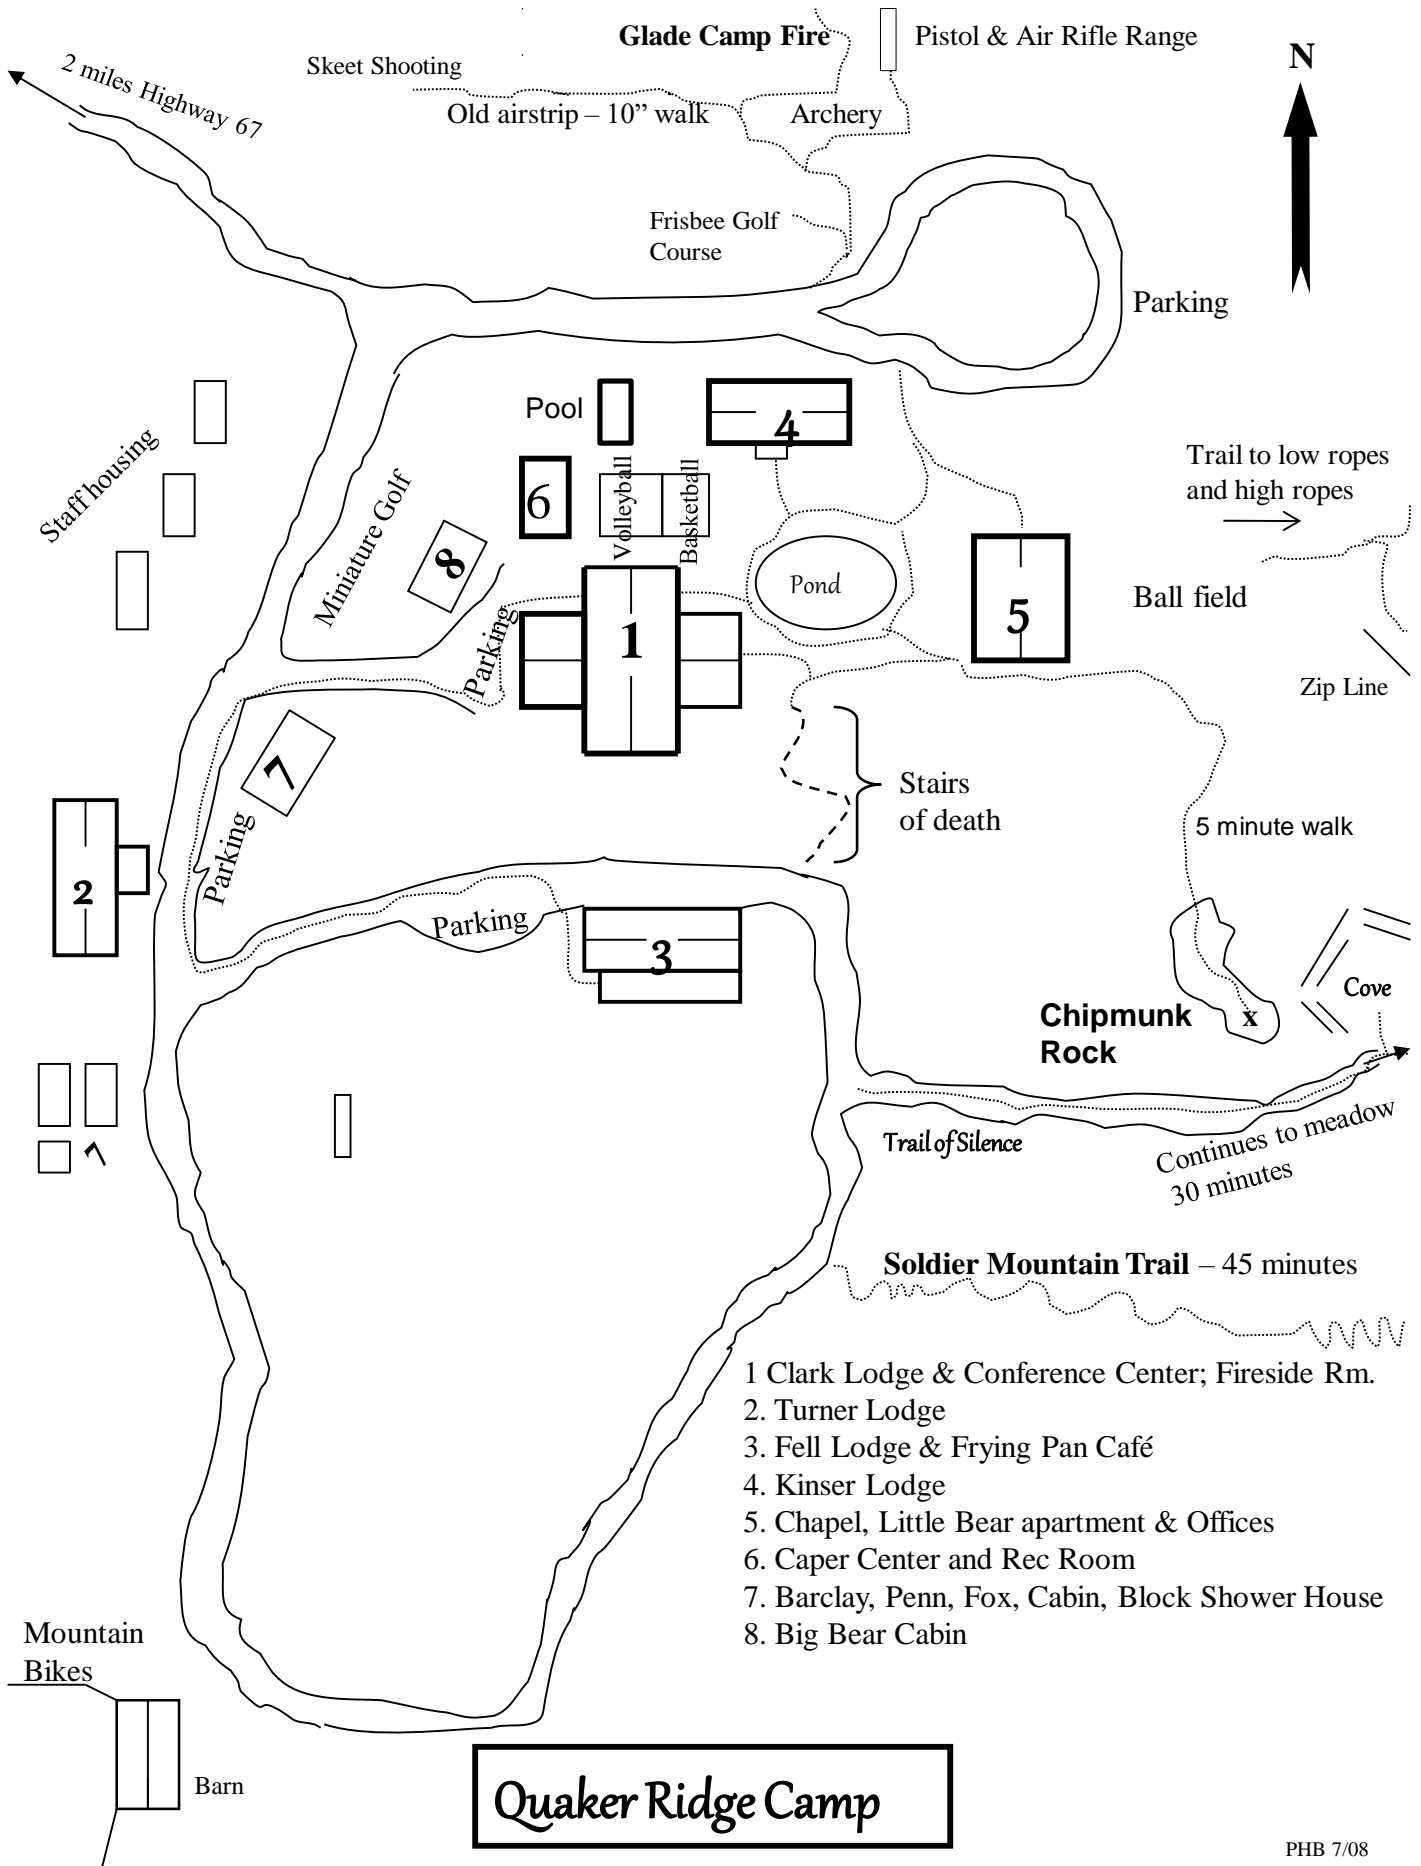 Glade Camp Fire
Pistol & Air Rifle Range
Skeet Shooting
2 miles Highway 67
N
Old airstrip – 10” walk
Archery
Frisbee Golf
Course
Parking
Pool
4
Staff housing
Miniature Golf
6
Volleyball
Basketball
Trail to low ropes
and high ropes
8
Pond
5
Ball field
Parking
1
Zip Line
7
Stairs
of death
Parking
5 minute walk
2
Parking
3
Cove
Chipmunk
Rock
x
Trail of Silence
7
Continues to meadow
30 minutes
Soldier Mountain Trail – 45 minutes
1 Clark Lodge & Conference Center; Fireside Rm.
2. Turner Lodge
3. Fell Lodge & Frying Pan Café
4. Kinser Lodge
5. Chapel, Little Bear apartment & Offices
6. Caper Center and Rec Room
7. Barclay, Penn, Fox, Cabin, Block Shower House
8. Big Bear Cabin
Mountain
Bikes
Barn
Quaker Ridge Camp
PHB 7/08